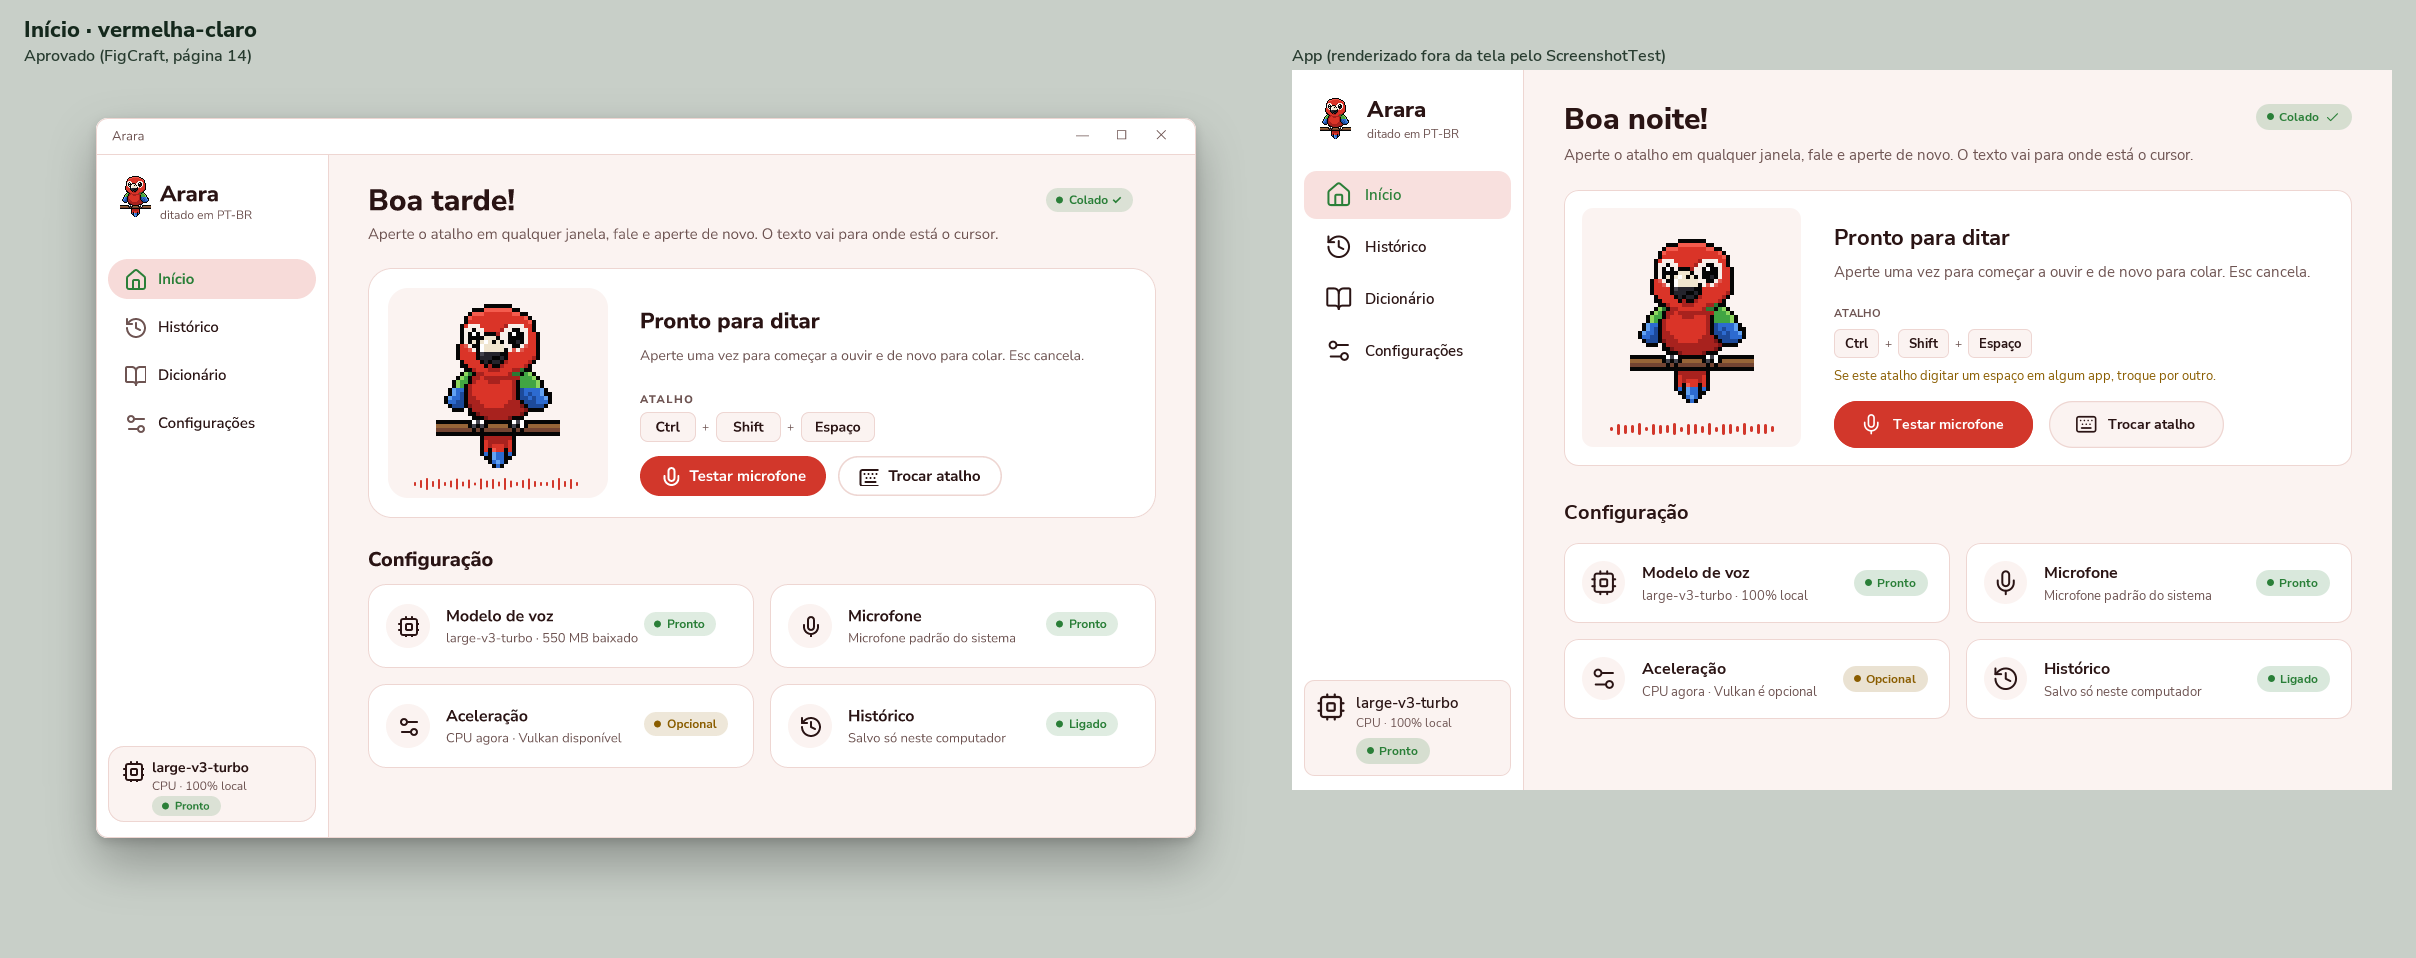 Início · vermelha-claro
Aprovado (FigCraft, página 14)
Arara
Arara
ditado em PT-BR
Início
Histórico
Dicionário
Configurações
large-v3-turbo
CPU · 100% local
Pronto
Boa tarde!
Colado
Aperte o atalho em qualquer janela, fale e aperte de novo. O texto vai para onde está o cursor.
Pronto para ditar
Aperte uma vez para começar a ouvir e de novo para colar. Esc cancela.
ATALHO
Ctrl + Shift + Espaço
Testar microfone
Trocar atalho
Configuração
Modelo de voz
large-v3-turbo · 550 MB baixado
Pronto
Microfone
Microfone padrão do sistema
Pronto
Aceleração
CPU agora · Vulkan disponível
Opcional
Histórico
Salvo só neste computador
Ligado
App (renderizado fora da tela pelo ScreenshotTest)
Arara
ditado em PT-BR
Início
Histórico
Dicionário
Configurações
large-v3-turbo
CPU · 100% local
Pronto
Boa noite!
Colado
Aperte o atalho em qualquer janela, fale e aperte de novo. O texto vai para onde está o cursor.
Pronto para ditar
Aperte uma vez para começar a ouvir e de novo para colar. Esc cancela.
ATALHO
Ctrl + Shift + Espaço
Se este atalho digitar um espaço em algum app, troque por outro.
Testar microfone
Trocar atalho
Configuração
Modelo de voz
large-v3-turbo · 100% local
Pronto
Microfone
Microfone padrão do sistema
Pronto
Aceleração
CPU agora · Vulkan é opcional
Opcional
Histórico
Salvo só neste computador
Ligado